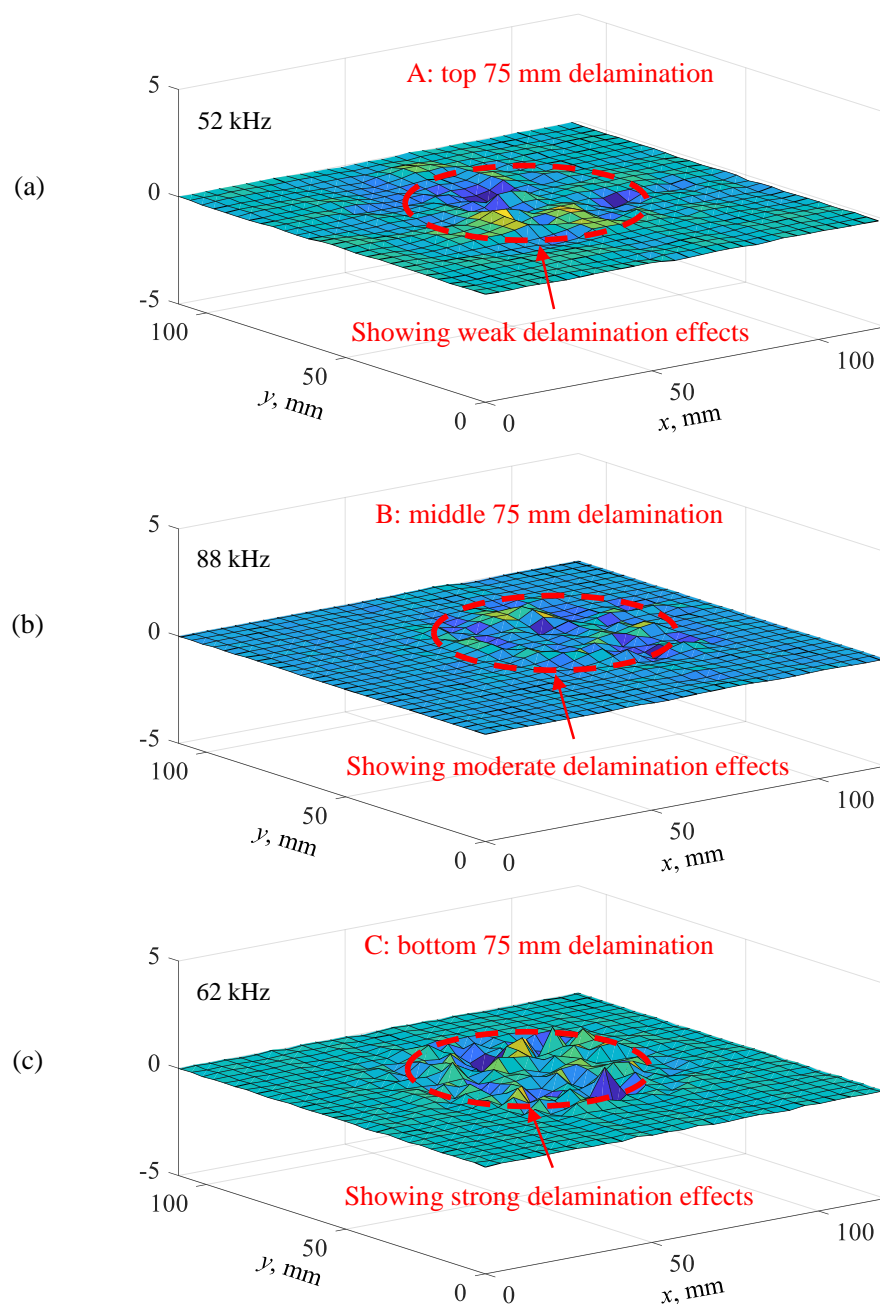 A: top 75 mm delamination
5
52 kHz
(a)
0
-5
Showing weak delamination effects
100
100
50
50
y, mm
x, mm
0
0
B: middle 75 mm delamination
5
88 kHz
(b)
0
-5
Showing moderate delamination effects
100
100
50
50
y, mm
x, mm
0
0
C: bottom 75 mm delamination
5
62 kHz
(c)
0
-5
Showing strong delamination effects
100
100
50
50
y, mm
x, mm
0
0